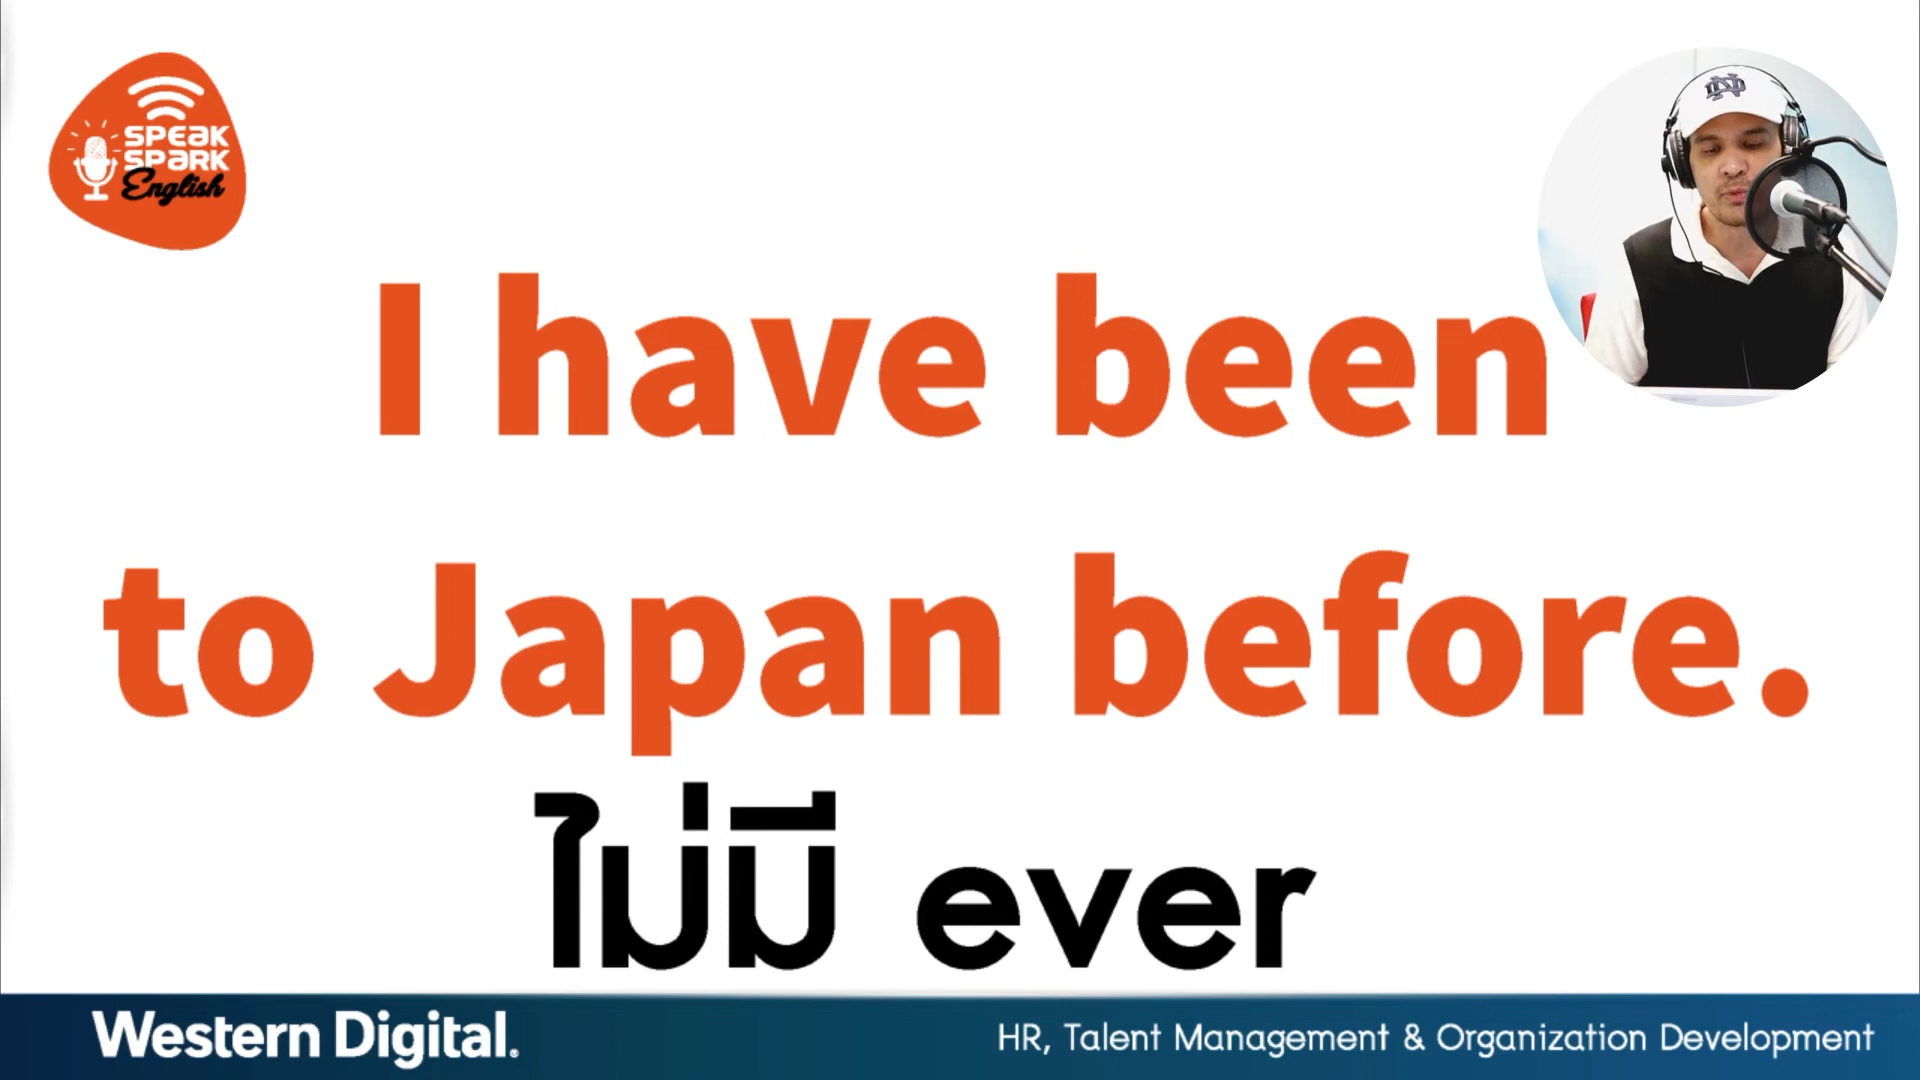 SPEAK
SPARK
English
I have been
to Japan before.
ไม่มี ever
Western Digital.
HR, Talent Management & Organization Development